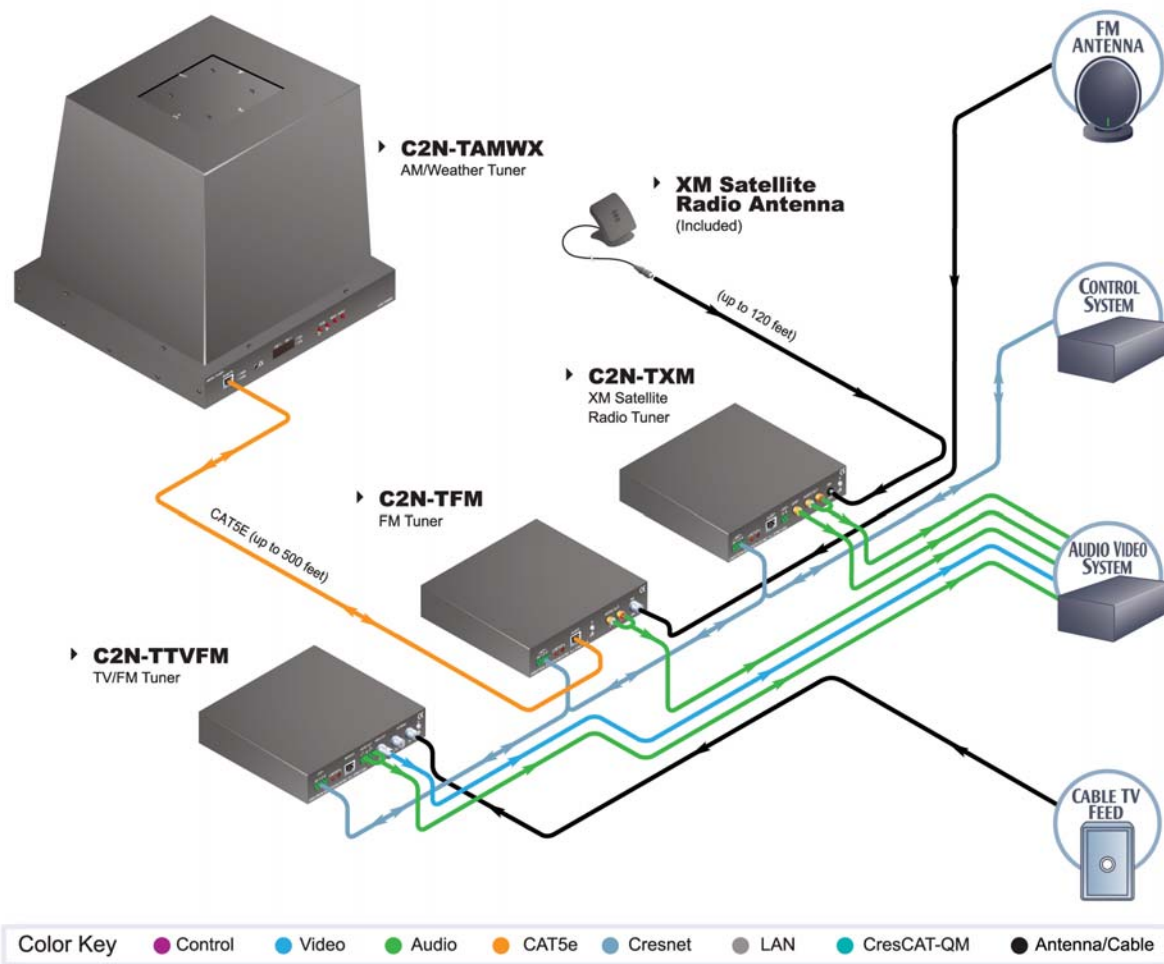 FM
ANTENNA
C2N-TAMWX
AM/Weather Tuner
XM Satellite
Radio Antenna
(Included)
CONTROL
SYSTEM
(up to 120 feet)
C2N-TXM
XM Satellite
Radio Tuner
C2N-TFM
FM Tuner
CAT5E (up to 500 feet)
AUDIO VIDEO
SYSTEM
C2N-TTVFM
TV/FM Tuner
CABLE TV
FEED
Color Key Control Video Audio CAT5e Cresnet LAN CresCAT-QM Antenna/Cable